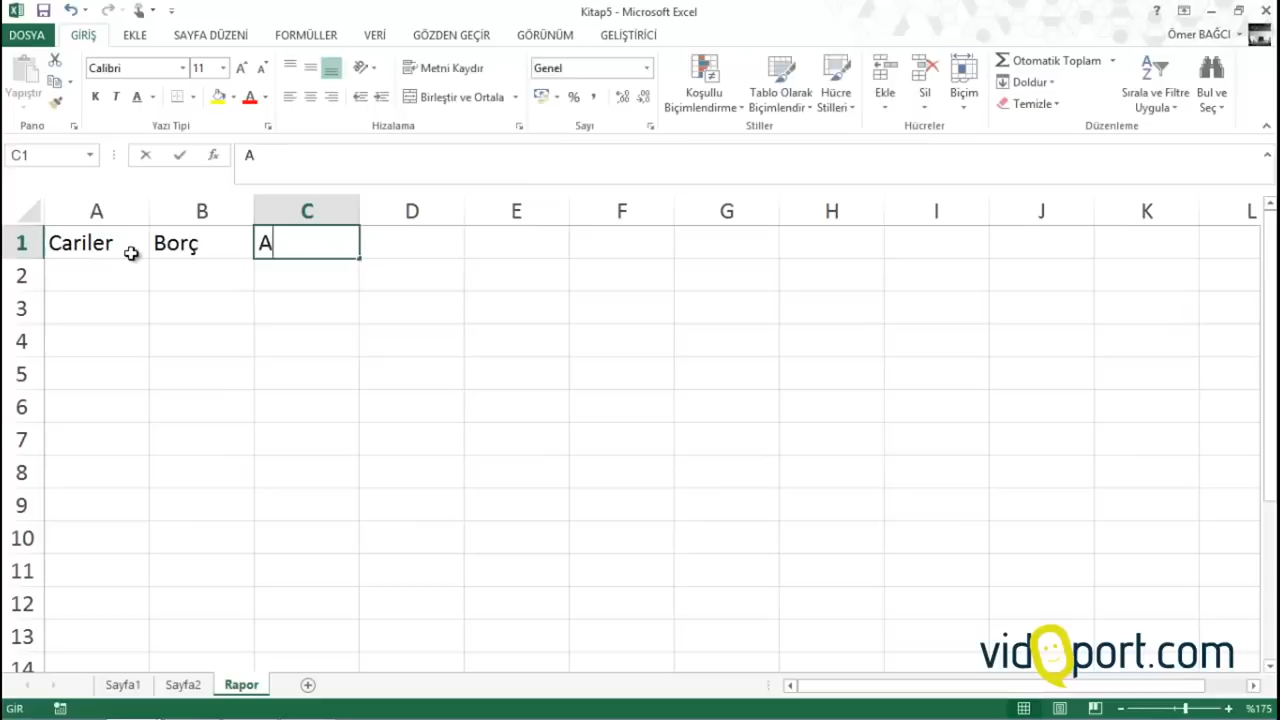 Kitap5 - Microsoft Excel
?
DOSYA GİRİŞ EKLE SAYFA DÜZENİ FORMÜLLER VERİ GÖZDEN GEÇİR GÖRÜNÜM GELİŞTİRİCİ
Ömer BAĞCI
Yapıştır
Pano
Calibri 11
K T A
Yazı Tipi
Metni Kaydır
Birleştir ve Ortala
Hizalama
Genel
%
Sayı
Koşullu Biçimlendirme
Tablo Olarak Biçimlendir
Hücre Stilleri
Stiller
Ekle
Sil
Biçim
Hücreler
Otomatik Toplam
Doldur
Temizle
Sırala ve Filtre Uygula
Bul ve Seç
Düzenleme
C1 fx A
A B C D E F G H I J K L
1 Cariler Borç A
2
3
4
5
6
7
8
9
10
11
12
13
14
vidoport.com
Sayfa1 Sayfa2 Rapor
GİR %175